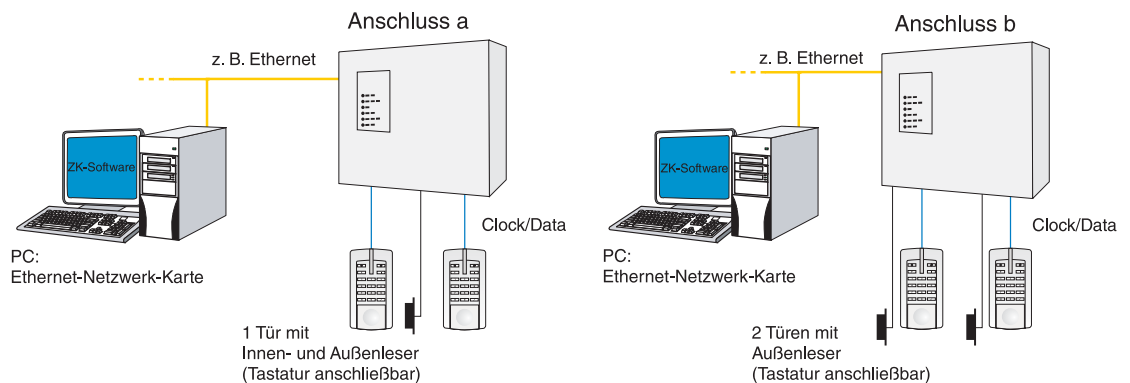 Anschluss a
z. B. Ethernet
ZK-Software
Clock/Data
PC:
Ethernet-Netzwerk-Karte
1 Tür mit
Innen- und Außenleser
(Tastatur anschließbar)
Anschluss b
z. B. Ethernet
ZK-Software
Clock/Data
PC:
Ethernet-Netzwerk-Karte
2 Türen mit
Außenleser
(Tastatur anschließbar)